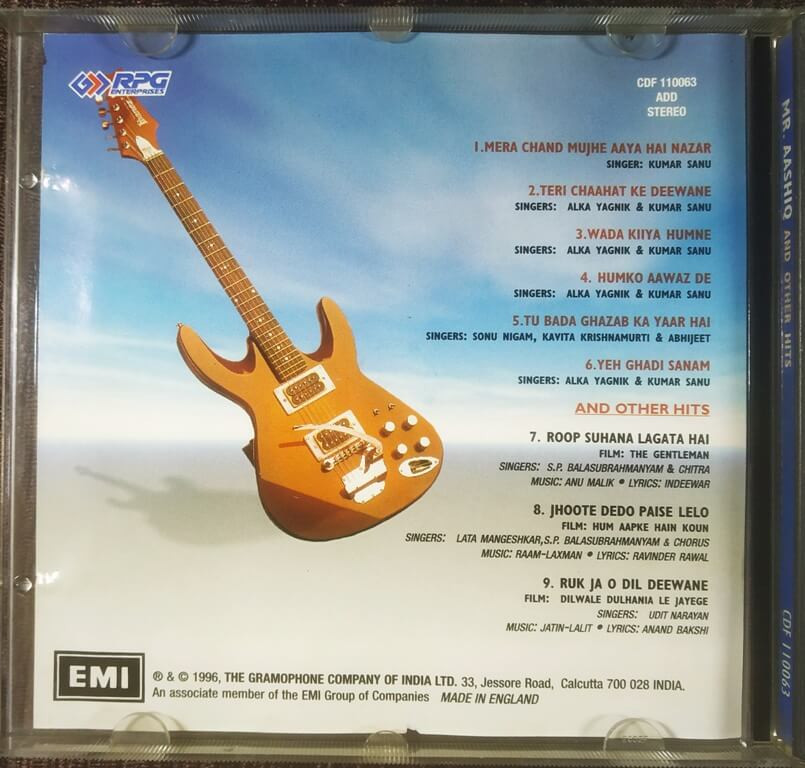 RPG
ENTERPRISES
CDF 110063
ADD
STEREO
1.MERA CHAND MUJHE AAYA HAI NAZAR
SINGER: KUMAR SANU
2.TERI CHAAHAT KE DEEWANE
SINGERS: ALKA YAGNIK & KUMAR SANU
3.WADA KIIYA HUMNE
SINGERS: ALKA YAGNIK & KUMAR SANU
4. HUMKO AAWAZ DE
SINGERS: ALKA YAGNIK & KUMAR SANU
5.TU BADA GHAZAB KA YAAR HAI
SINGERS: SONU NIGAM, KAVITA KRISHNAMURTI & ABHIJEET
6.YEH GHADI SANAM
SINGERS: ALKA YAGNIK & KUMAR SANU
AND OTHER HITS
7. ROOP SUHANA LAGATA HAI
FILM: THE GENTLEMAN
SINGERS: S.P. BALASUBRAHMANYAM & CHITRA
MUSIC: ANU MALIK • LYRICS: INDEEWAR
8. JHOOTE DEDO PAISE LELO
FILM: HUM AAPKE HAIN KOUN
SINGERS: LATA MANGESHKAR,S.P. BALASUBRAHMANYAM & CHORUS
MUSIC: RAAM-LAXMAN • LYRICS: RAVINDER RAWAL
9. RUK JA O DIL DEEWANE
FILM: DILWALE DULHANIA LE JAYEGE
SINGERS: UDIT NARAYAN
MUSIC: JATIN-LALIT • LYRICS: ANAND BAKSHI
EMI
® & © 1996, THE GRAMOPHONE COMPANY OF INDIA LTD. 33, Jessore Road, Calcutta 700 028 INDIA.
An associate member of the EMI Group of Companies MADE IN ENGLAND
MR. AASHIQ AND OTHER HITS
CDF 110063